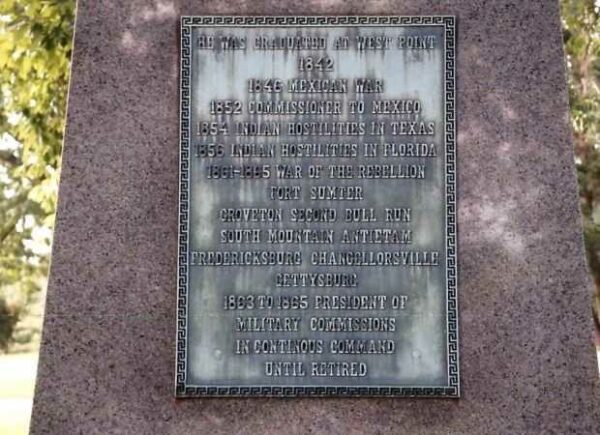 HE WAS GRADUATED AT WEST POINT
1842
1846 MEXICAN WAR
1852 COMMISSIONER TO MEXICO
1854 INDIAN HOSTILITIES IN TEXAS
1856 INDIAN HOSTILITIES IN FLORIDA
1861-1865 WAR OF THE REBELLION
FORT SUMTER
GROVETON SECOND BULL RUN
SOUTH MOUNTAIN ANTIETAM
FREDERICKSBURG CHANCELLORSVILLE
GETTYSBURG
1863 TO 1865 PRESIDENT OF
MILITARY COMMISSIONS
IN CONTINOUS COMMAND
UNTIL RETIRED